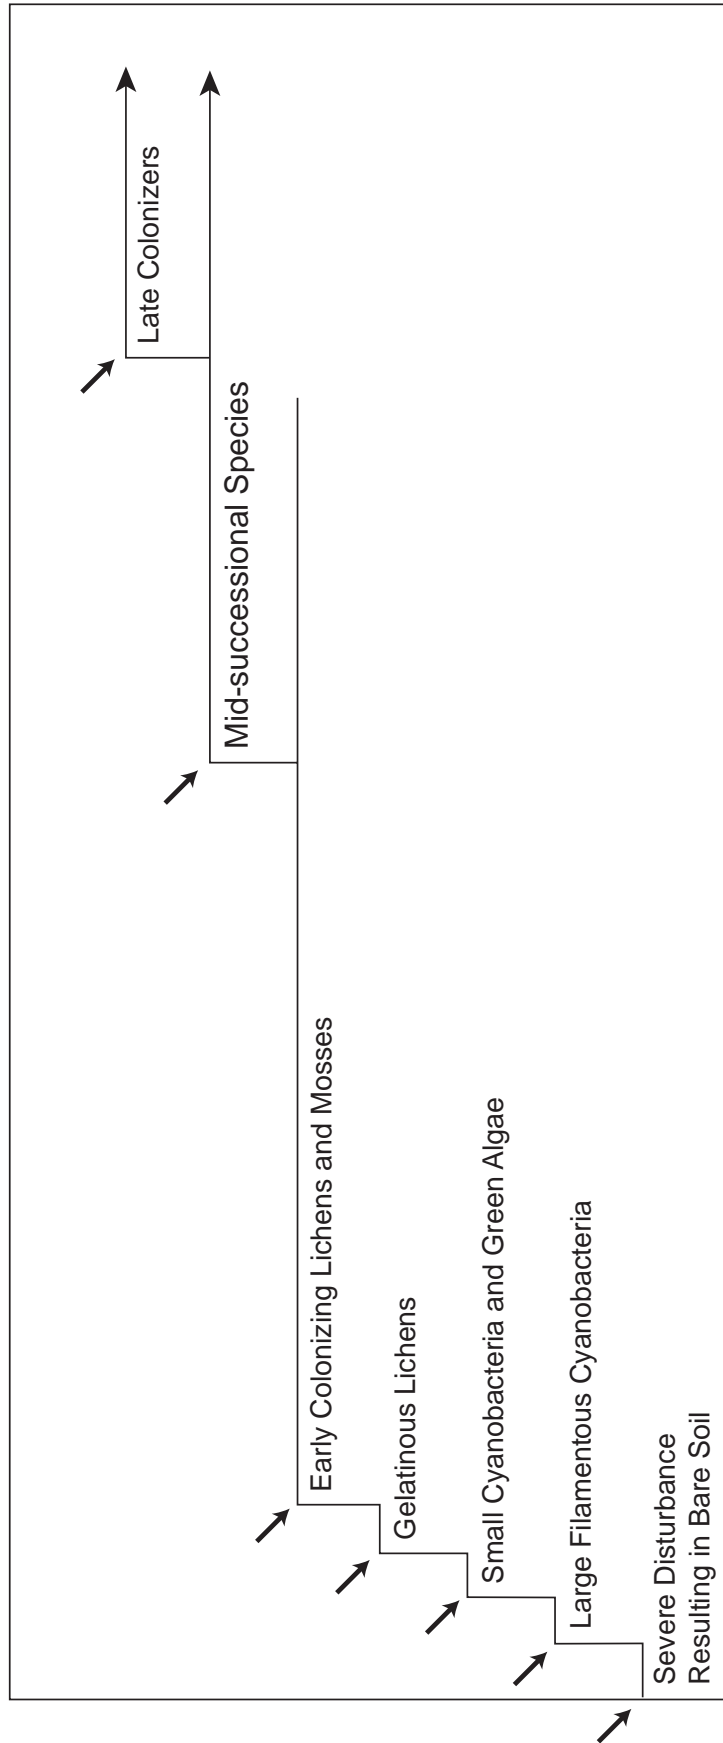 Late Colonizers
Mid-successional Species
Early Colonizing Lichens and Mosses
Gelatinous Lichens
Small Cyanobacteria and Green Algae
Large Filamentous Cyanobacteria
Severe Disturbance
Resulting in Bare Soil